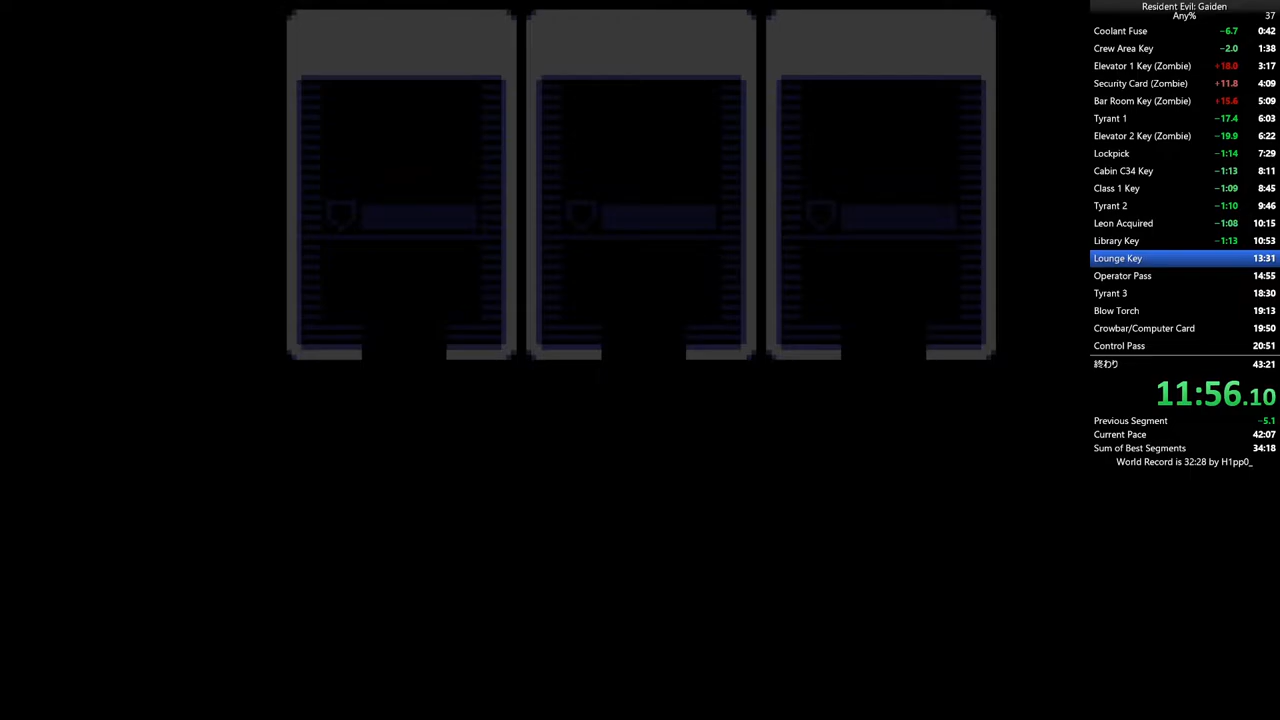 Resident Evil: Gaiden
Any% 37
Coolant Fuse −6.7 0:42
Crew Area Key −2.0 1:38
Elevator 1 Key (Zombie) +18.0 3:17
Security Card (Zombie) +11.8 4:09
Bar Room Key (Zombie) +15.6 5:09
Tyrant 1 −17.4 6:03
Elevator 2 Key (Zombie) −19.9 6:22
Lockpick −1:14 7:29
Cabin C34 Key −1:13 8:11
Class 1 Key −1:09 8:45
Tyrant 2 −1:10 9:46
Leon Acquired −1:08 10:15
Library Key −1:13 10:53
Lounge Key 13:31
Operator Pass 14:55
Tyrant 3 18:30
Blow Torch 19:13
Crowbar/Computer Card 19:50
Control Pass 20:51
終わり 43:21
11:56.10
Previous Segment −5.1
Current Pace 42:07
Sum of Best Segments 34:18
World Record is 32:28 by H1pp0_